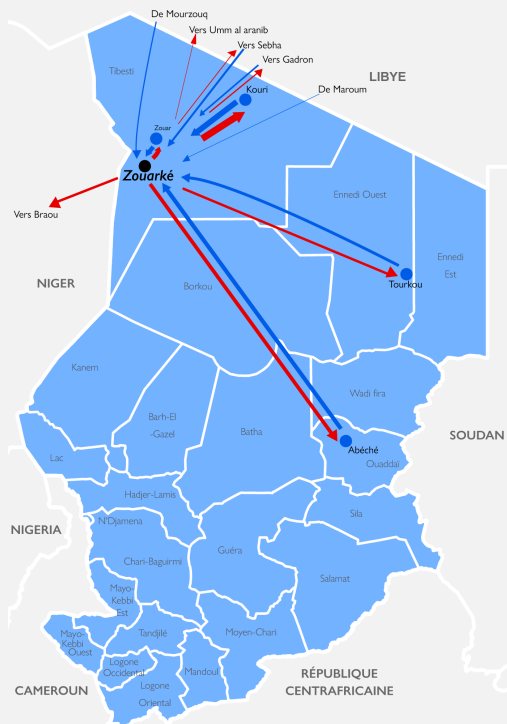 De Mourzouq
Vers Umm al aranib
Vers Sebha
Vers Gadron
LIBYE
Tibesti
Kouri
De Maroum
Zouar
Zouarké
Ennedi Ouest
Vers Braou
Ennedi
Est
NIGER
Borkou
Tourkou
Kanem
Wadi fira
Barh-El
-Gazel
Batha
SOUDAN
Abéché
Ouaddaï
Lac
Hadjer-Lamis
Sila
N'Djamena
NIGERIA
Guéra
Chari-Baguirmi
Salamat
Mayo-
Kebbi
Est
Mayo-
Kebbi
Ouest
Tandjilé
Moyen-Chari
Logone
Occidental
Mandoul
RÉPUBLIQUE
CENTRAFRICAINE
CAMEROUN
Logone
Oriental